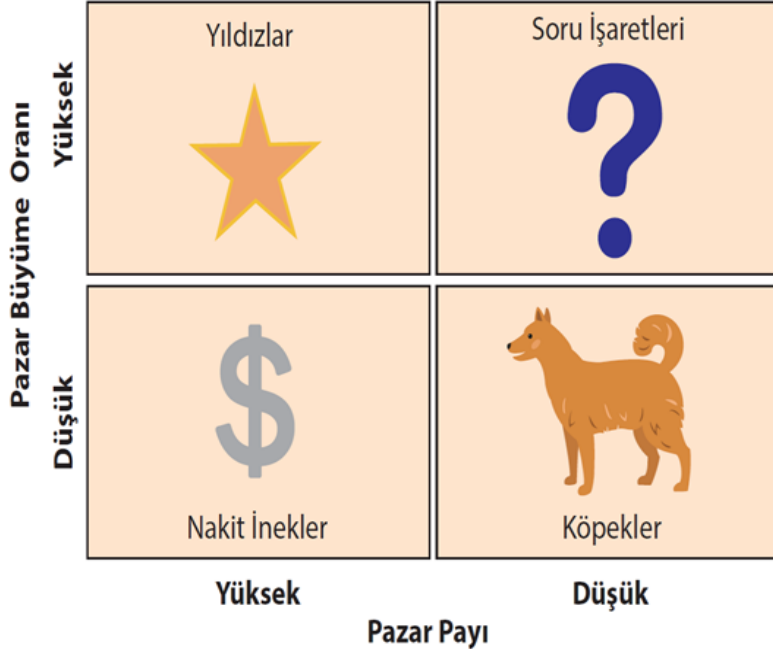 Pazar Büyüme Oranı
Yüksek
Düşük
Yıldızlar
Soru İşaretleri
?
$
Nakit İnekler
Köpekler
Yüksek
Düşük
Pazar Payı